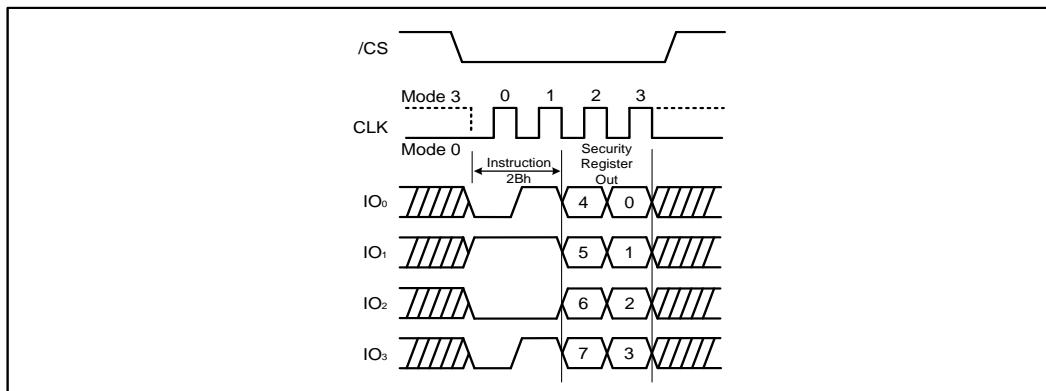 /CS
Mode 3 0 1 2 3
CLK
Mode 0
Instruction
2Bh
Security
Register
Out
IO₀ 4 0
IO₁ 5 1
IO₂ 6 2
IO₃ 7 3